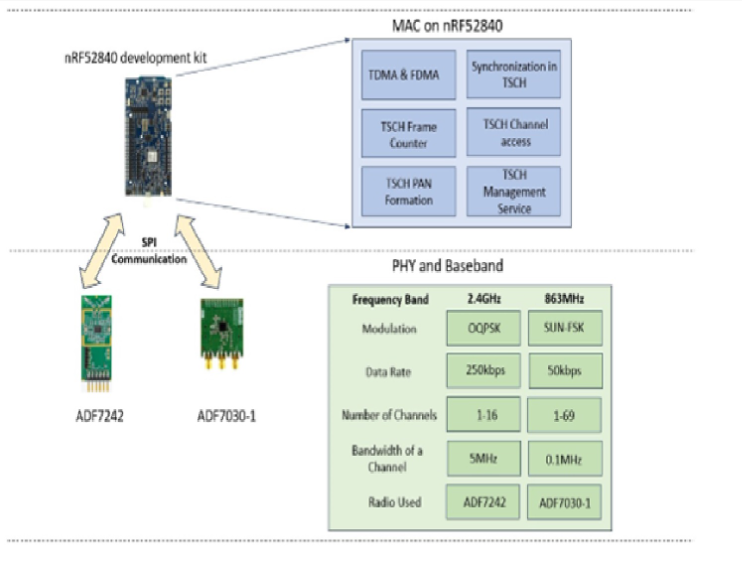 MAC on nRF52840
nRF52840 development kit
TDMA & FDMA
Synchronization in
TSCH
TSCH Frame
Counter
TSCH Channel
access
TSCH PAN
Formation
TSCH
Management
Service
SPI
Communication
PHY and Baseband
Frequency Band 2.4GHz 863MHz
Modulation OQPSK SUN-FSK
Data Rate 250kbps 50kbps
Number of Channels 1-16 1-69
Bandwidth of a
Channel
5MHz 0.1MHz
Radio Used ADF7242 ADF7030-1
ADF7242 ADF7030-1